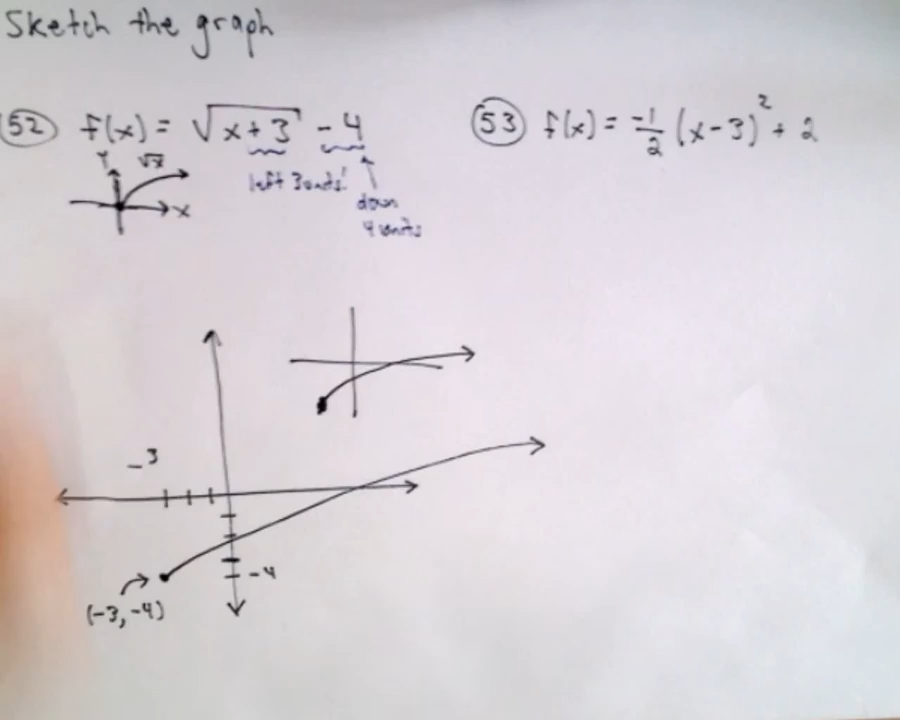 Sketch the graph
52 f(x) = √(x+3) - 4
left 3 units!
down
4 units
Y √x
x
-3
-4
(-3, -4)
53 f(x) = -1/2 (x-3)² + 2